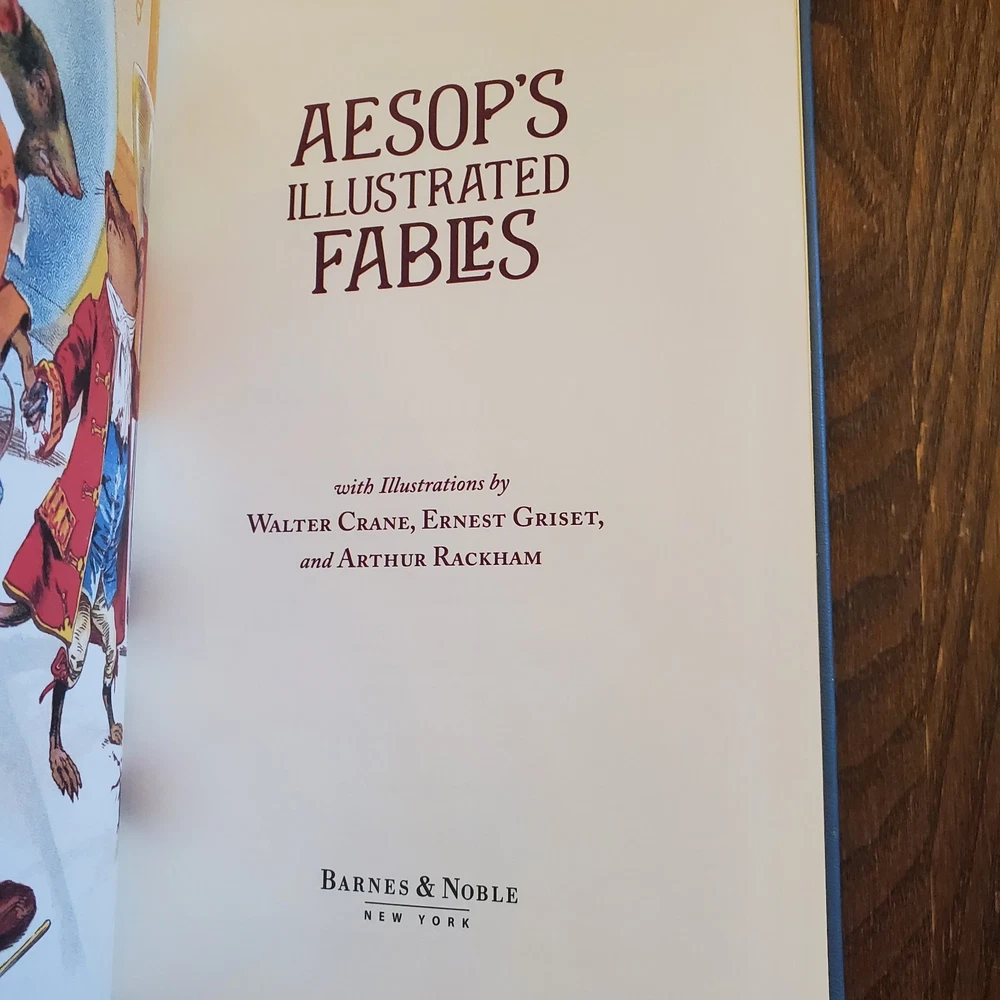 AESOP'S
ILLUSTRATED
FABLES
with Illustrations by
WALTER CRANE, ERNEST GRISET,
and ARTHUR RACKHAM
BARNES & NOBLE
NEW YORK